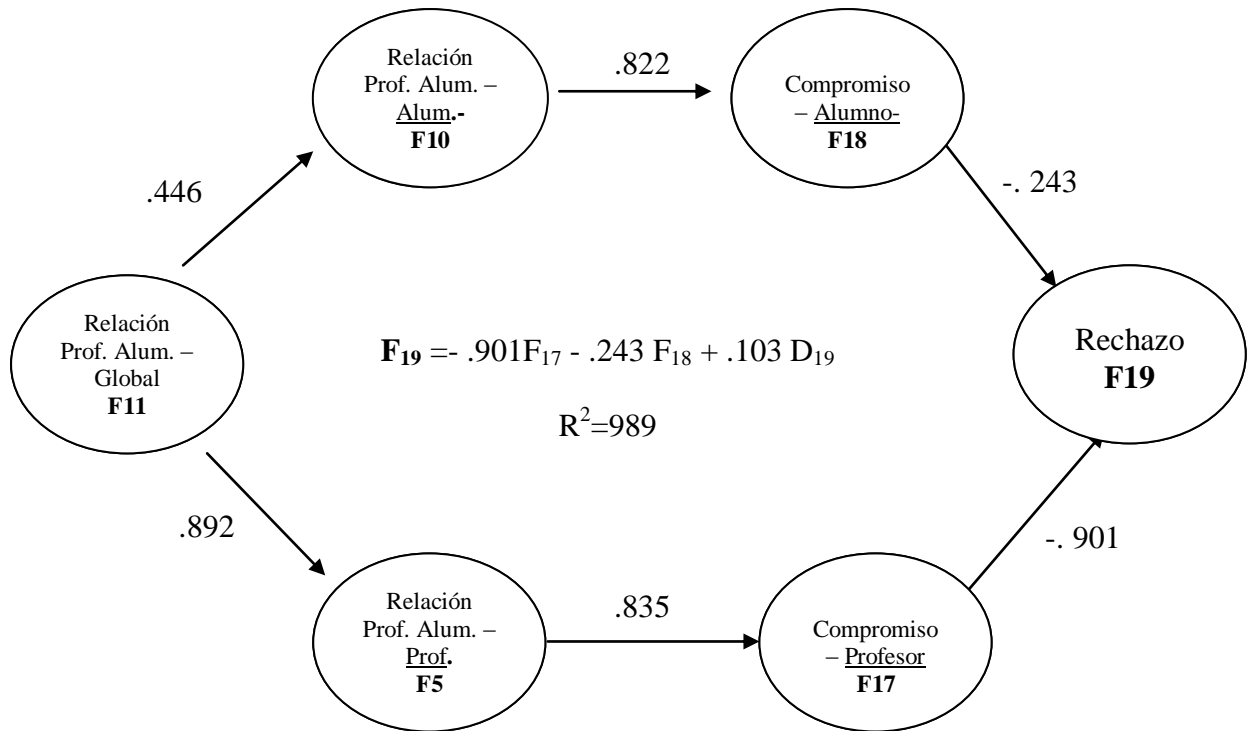 Relación
Prof. Alum. –
Alum.-
F10
.822
Compromiso
– Alumno-
F18
.446
-. 243
Relación
Prof. Alum. –
Global
F11
F19 =- .901F17 - .243 F18 + .103 D19
R2=989
Rechazo
F19
.892
-. 901
Relación
Prof. Alum. –
Prof.
F5
.835
Compromiso
– Profesor
F17